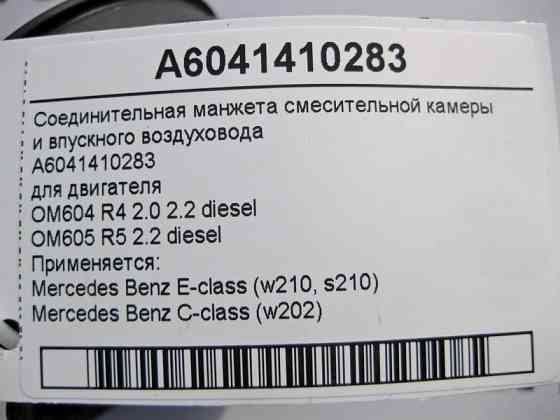 A6041410283
Соединительная манжета смесительной камеры
и впускного воздуховода
A6041410283
для двигателя
OM604 R4 2.0 2.2 diesel
OM605 R5 2.2 diesel
Применяется:
Mercedes Benz E-class (w210, s210)
Mercedes Benz C-class (w202)